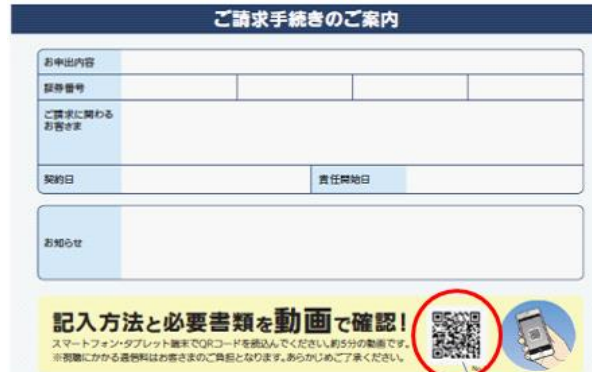 ご請求手続きのご案内
お申出内容
証券番号
ご請求に関わる
お客さま
契約日
責任開始日
お知らせ
記入方法と必要書類を動画で確認!
スマートフォン・タブレット端末でQRコードを読込んでください。約5分の動画です。
※視聴にかかる通信料はお客さまのご負担となります。あらかじめご了承ください。